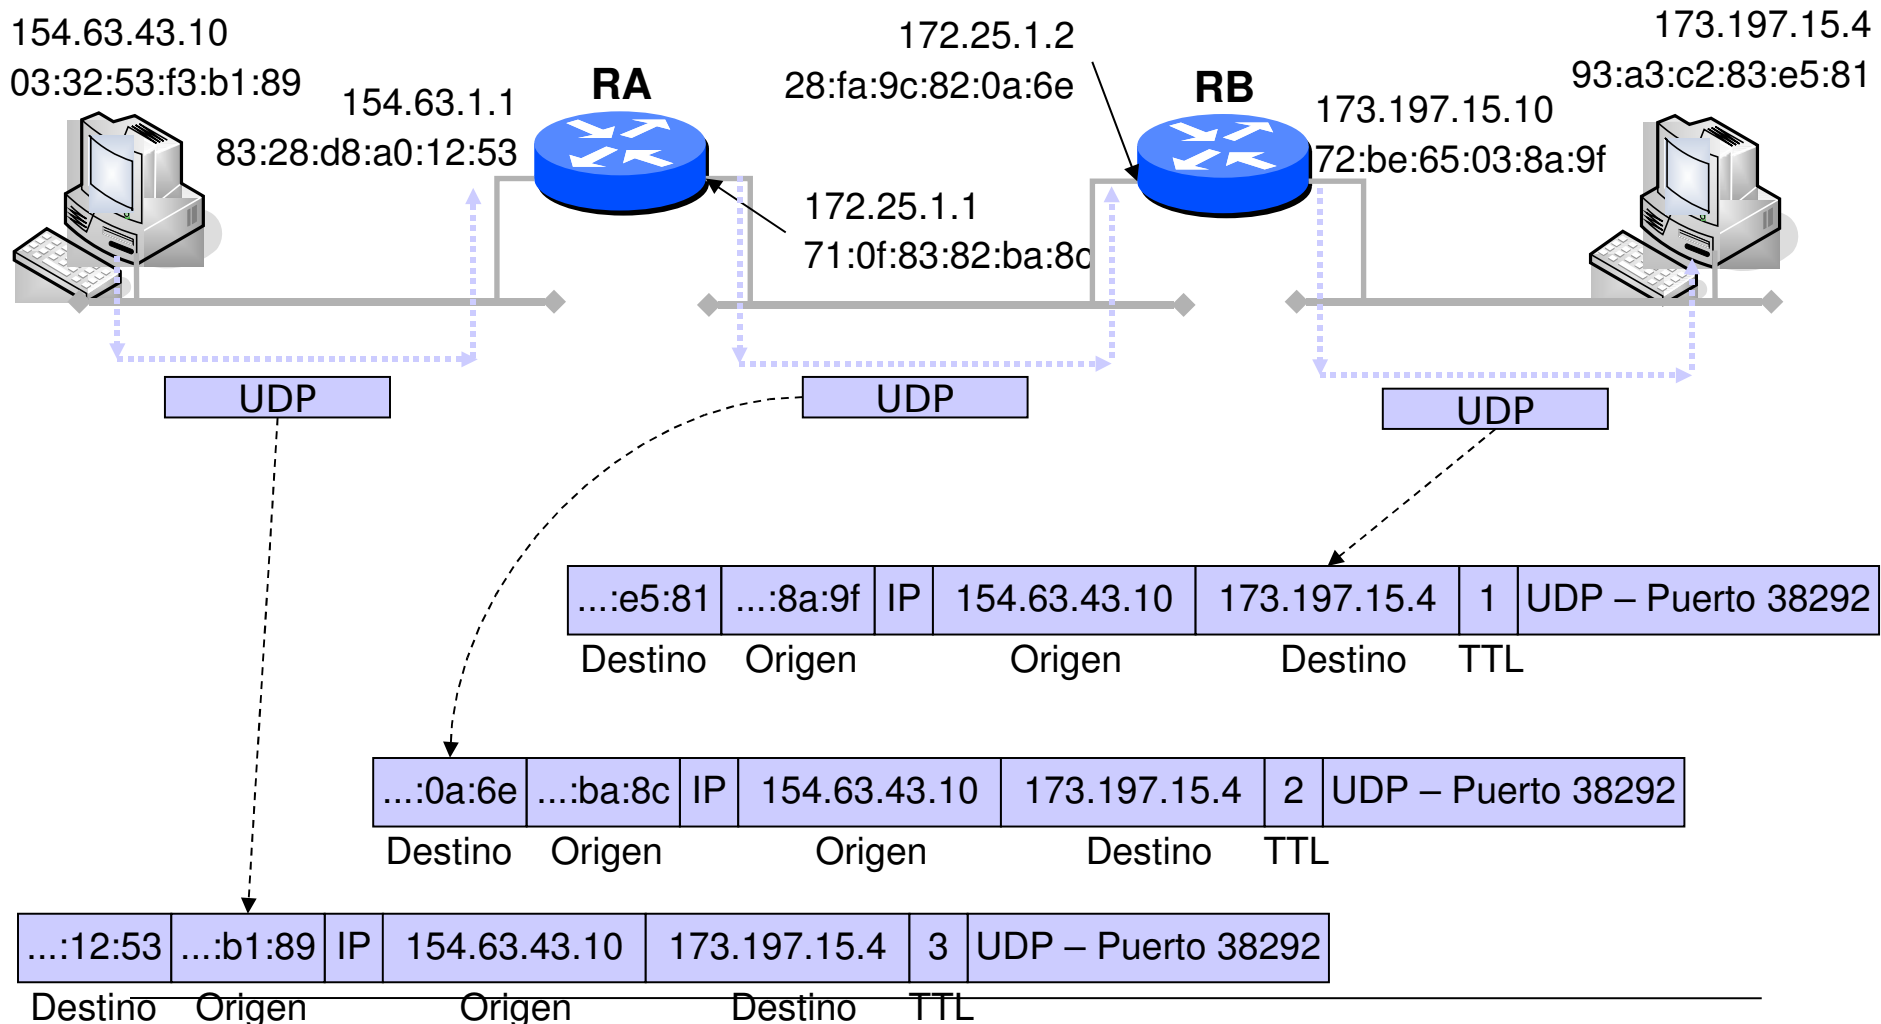 154.63.43.10
03:32:53:f3:b1:89
154.63.1.1
83:28:d8:a0:12:53
RA
172.25.1.1
71:0f:83:82:ba:8c
172.25.1.2
28:fa:9c:82:0a:6e
RB
173.197.15.10
72:be:65:03:8a:9f
173.197.15.4
93:a3:c2:83:e5:81
UDP
UDP
UDP
...:e5:81 ...:8a:9f IP 154.63.43.10 173.197.15.4 1 UDP – Puerto 38292
Destino Origen Origen Destino TTL
...:0a:6e ...:ba:8c IP 154.63.43.10 173.197.15.4 2 UDP – Puerto 38292
Destino Origen Origen Destino TTL
...:12:53 ...:b1:89 IP 154.63.43.10 173.197.15.4 3 UDP – Puerto 38292
Destino Origen Origen Destino TTL